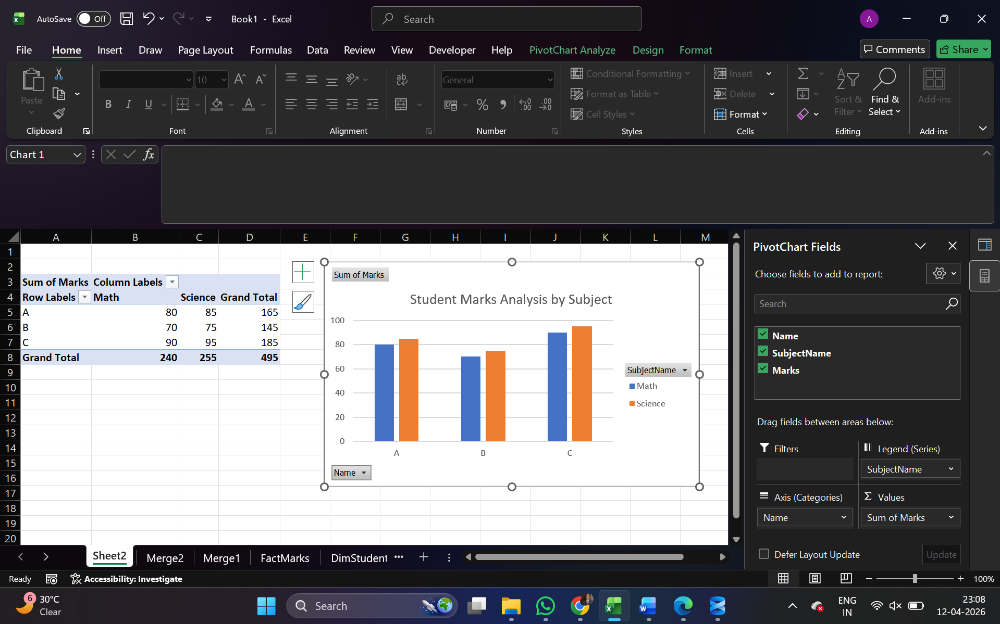 AutoSave Off Book1 - Excel Search A
File Home Insert Draw Page Layout Formulas Data Review View Developer Help PivotChart Analyze Design Format Comments Share
Paste
Clipboard
10
B I U
Font
ab
Alignment
General
% 
Number
Conditional Formatting
Format as Table
Cell Styles
Styles
Insert
Delete
Format
Cells
Sort &
Filter
Find &
Select
Editing
Add-ins
Add-ins
Chart 1 fx
A B C D E F G H I J K L M
1
2
3 Sum of Marks Column Labels
4 Row Labels Math Science Grand Total
5 A 80 85 165
6 B 70 75 145
7 C 90 95 185
8 Grand Total 240 255 495
9
10
11
12
13
14
15
16
17
18
19
20
Sum of Marks
Student Marks Analysis by Subject
100
80
60
40
20
0
A B C
SubjectName
Math
Science
Name
PivotChart Fields
Choose fields to add to report:
Search
Name
SubjectName
Marks
Drag fields between areas below:
Filters
Legend (Series)
SubjectName
Axis (Categories)
Name
Σ Values
Sum of Marks
Defer Layout Update Update
Sheet2 Merge2 Merge1 FactMarks DimStudent ...
Ready Accessibility: Investigate 100%
6
30°C
Clear
Search
ENG
IN
23:08
12-04-2026